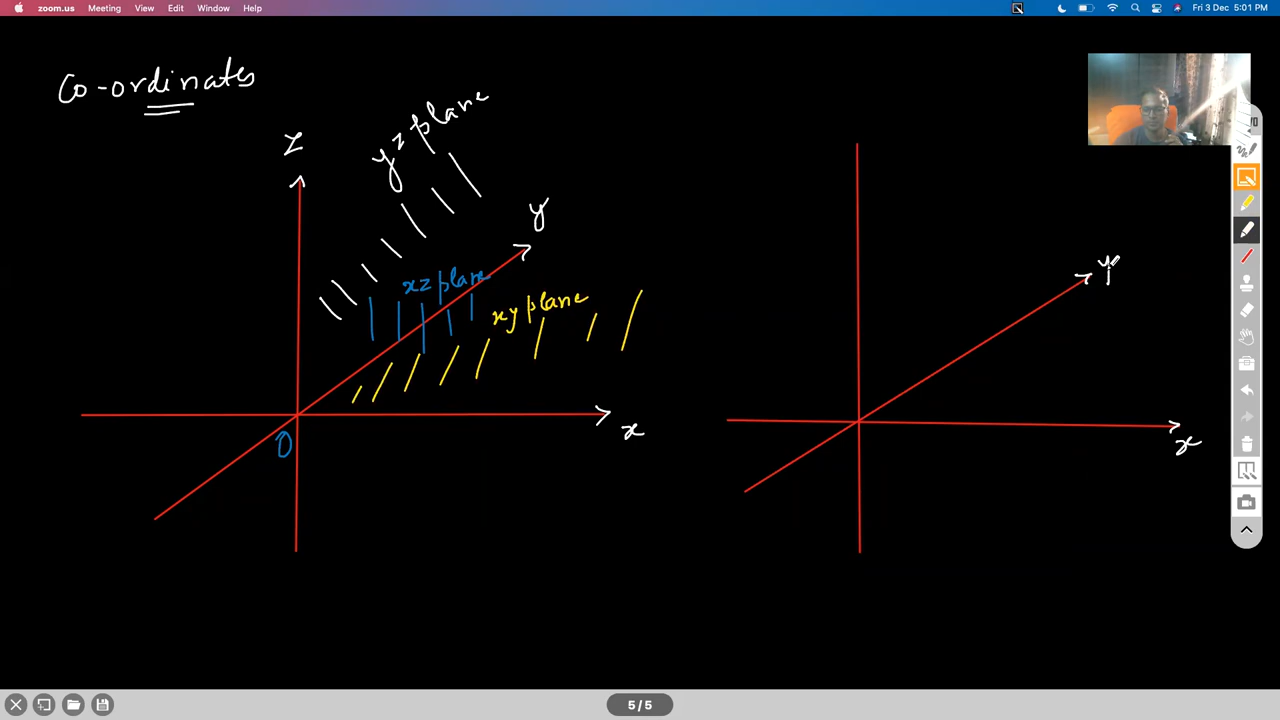 zoom.us Meeting View Edit Window Help Fri 3 Dec 5:01 PM
Co-ordinates
z
yz plane
y
xz plane
xy plane
x
O
y
x
5 / 5